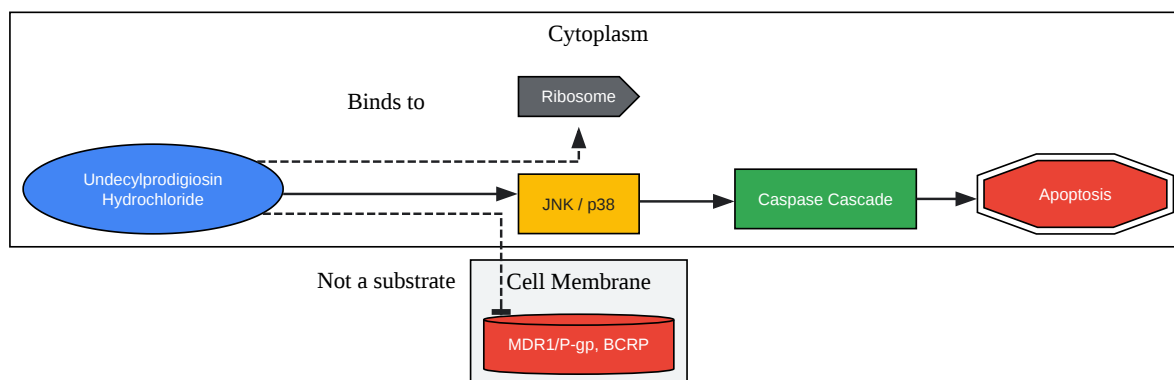 Cytoplasm
Ribosome
Binds to
Undecylprodigiosin
Hydrochloride
JNK / p38
Caspase Cascade
Apoptosis
Not a substrate
Cell Membrane
MDR1/P-gp, BCRP